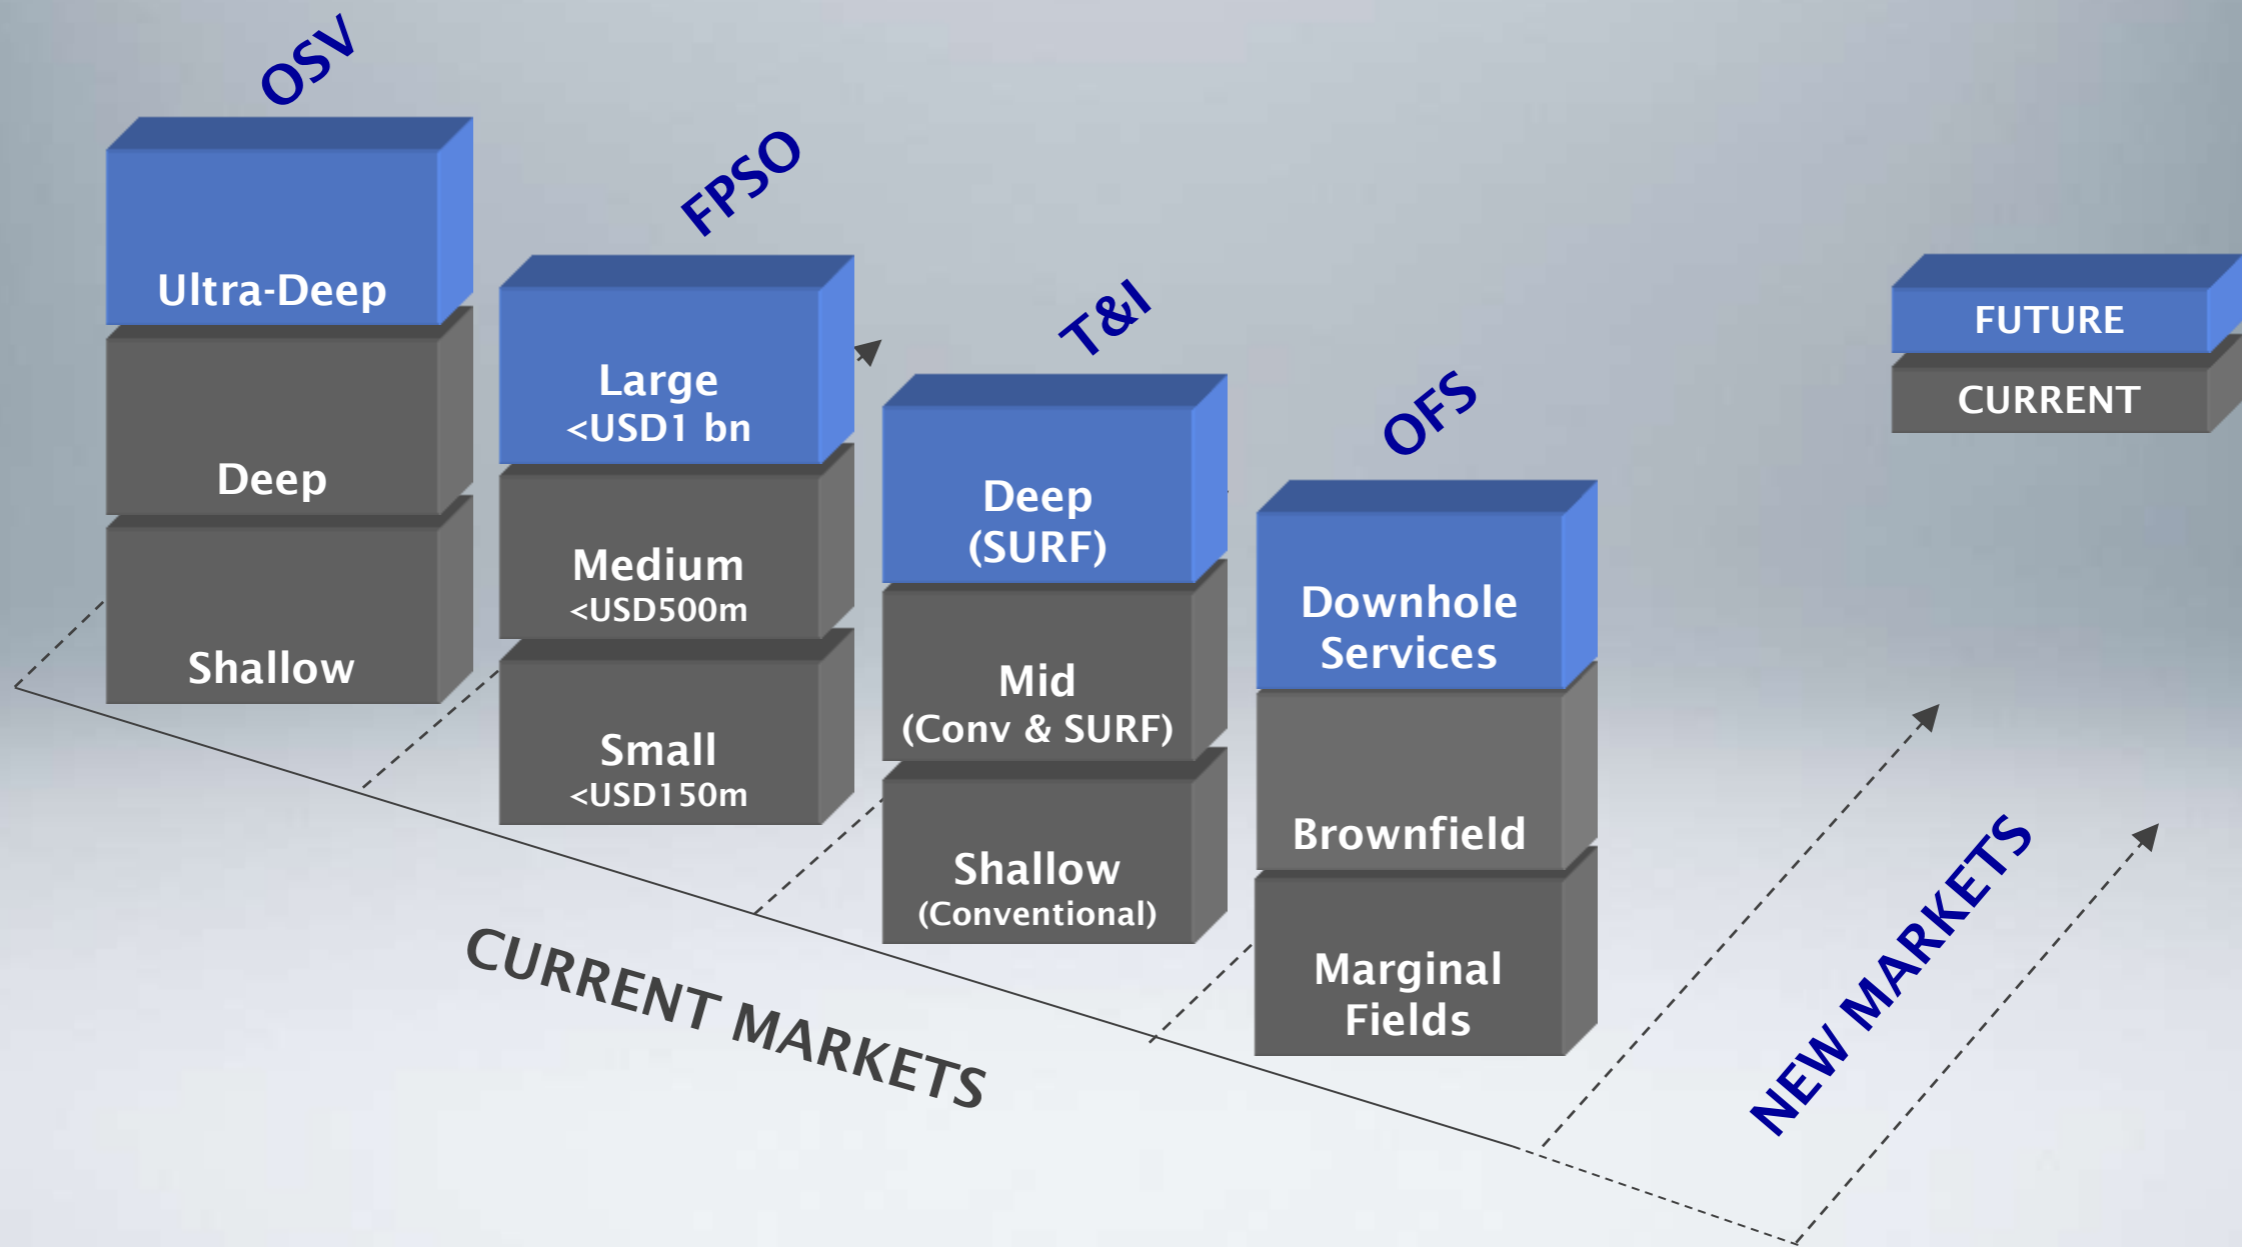 OSV
Ultra-Deep
Deep
Shallow
FPSO
Large
<USD1 bn
Medium
<USD500m
Small
<USD150m
T&I
Deep
(SURF)
Mid
(Conv & SURF)
Shallow
(Conventional)
OFS
Downhole
Services
Brownfield
Marginal
Fields
FUTURE
CURRENT
CURRENT MARKETS
NEW MARKETS